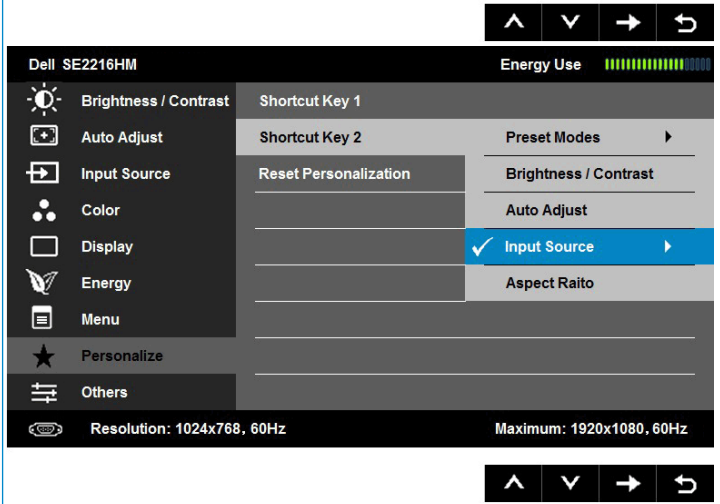 Dell SE2216HM Energy Use
Brightness / Contrast Shortcut Key 1
Auto Adjust Shortcut Key 2 Preset Modes
Input Source Reset Personalization Brightness / Contrast
Color Auto Adjust
Display Input Source
Energy Aspect Raito
Menu
Personalize
Others
Resolution: 1024x768, 60Hz Maximum: 1920x1080, 60Hz